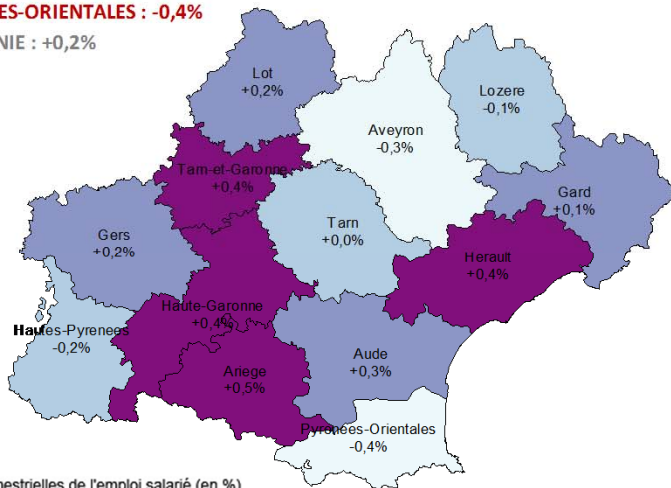 ES-ORIENTALES : -0,4%
NIE : +0,2%
Lot
+0,2%
Lozere
-0,1%
Aveyron
-0,3%
Tarn-et-Garonne
+0,4%
Gard
+0,1%
Tarn
+0,0%
Gers
+0,2%
Herault
+0,4%
Haute-Garonne
+0,4%
Hautes-Pyrenees
-0,2%
Aude
+0,3%
Ariege
+0,5%
Pyrenees-Orientales
-0,4%
nestrielles de l'emploi salarié (en %)